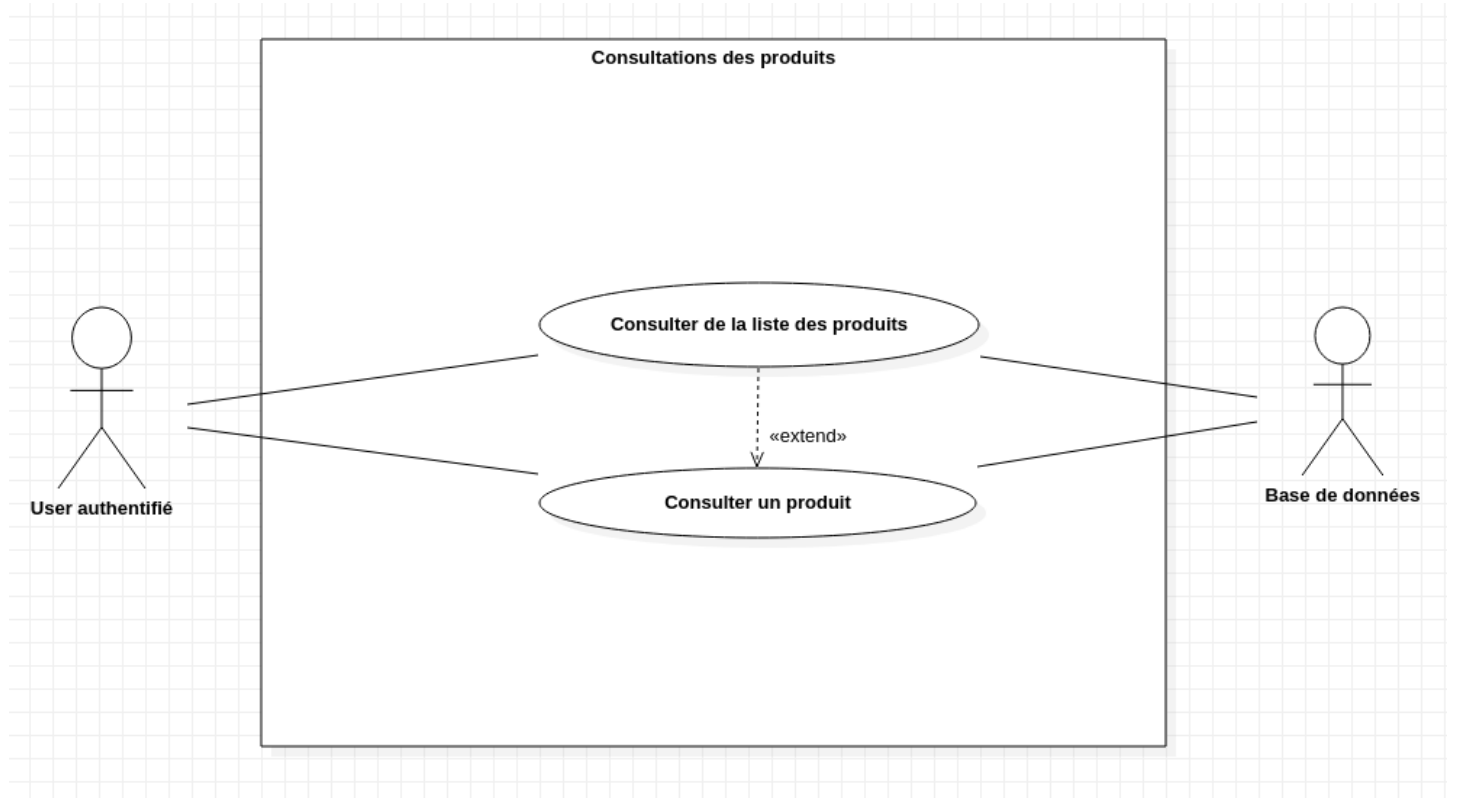 Consultations des produits
Consulter de la liste des produits
«extend»
Consulter un produit
User authentifié
Base de données